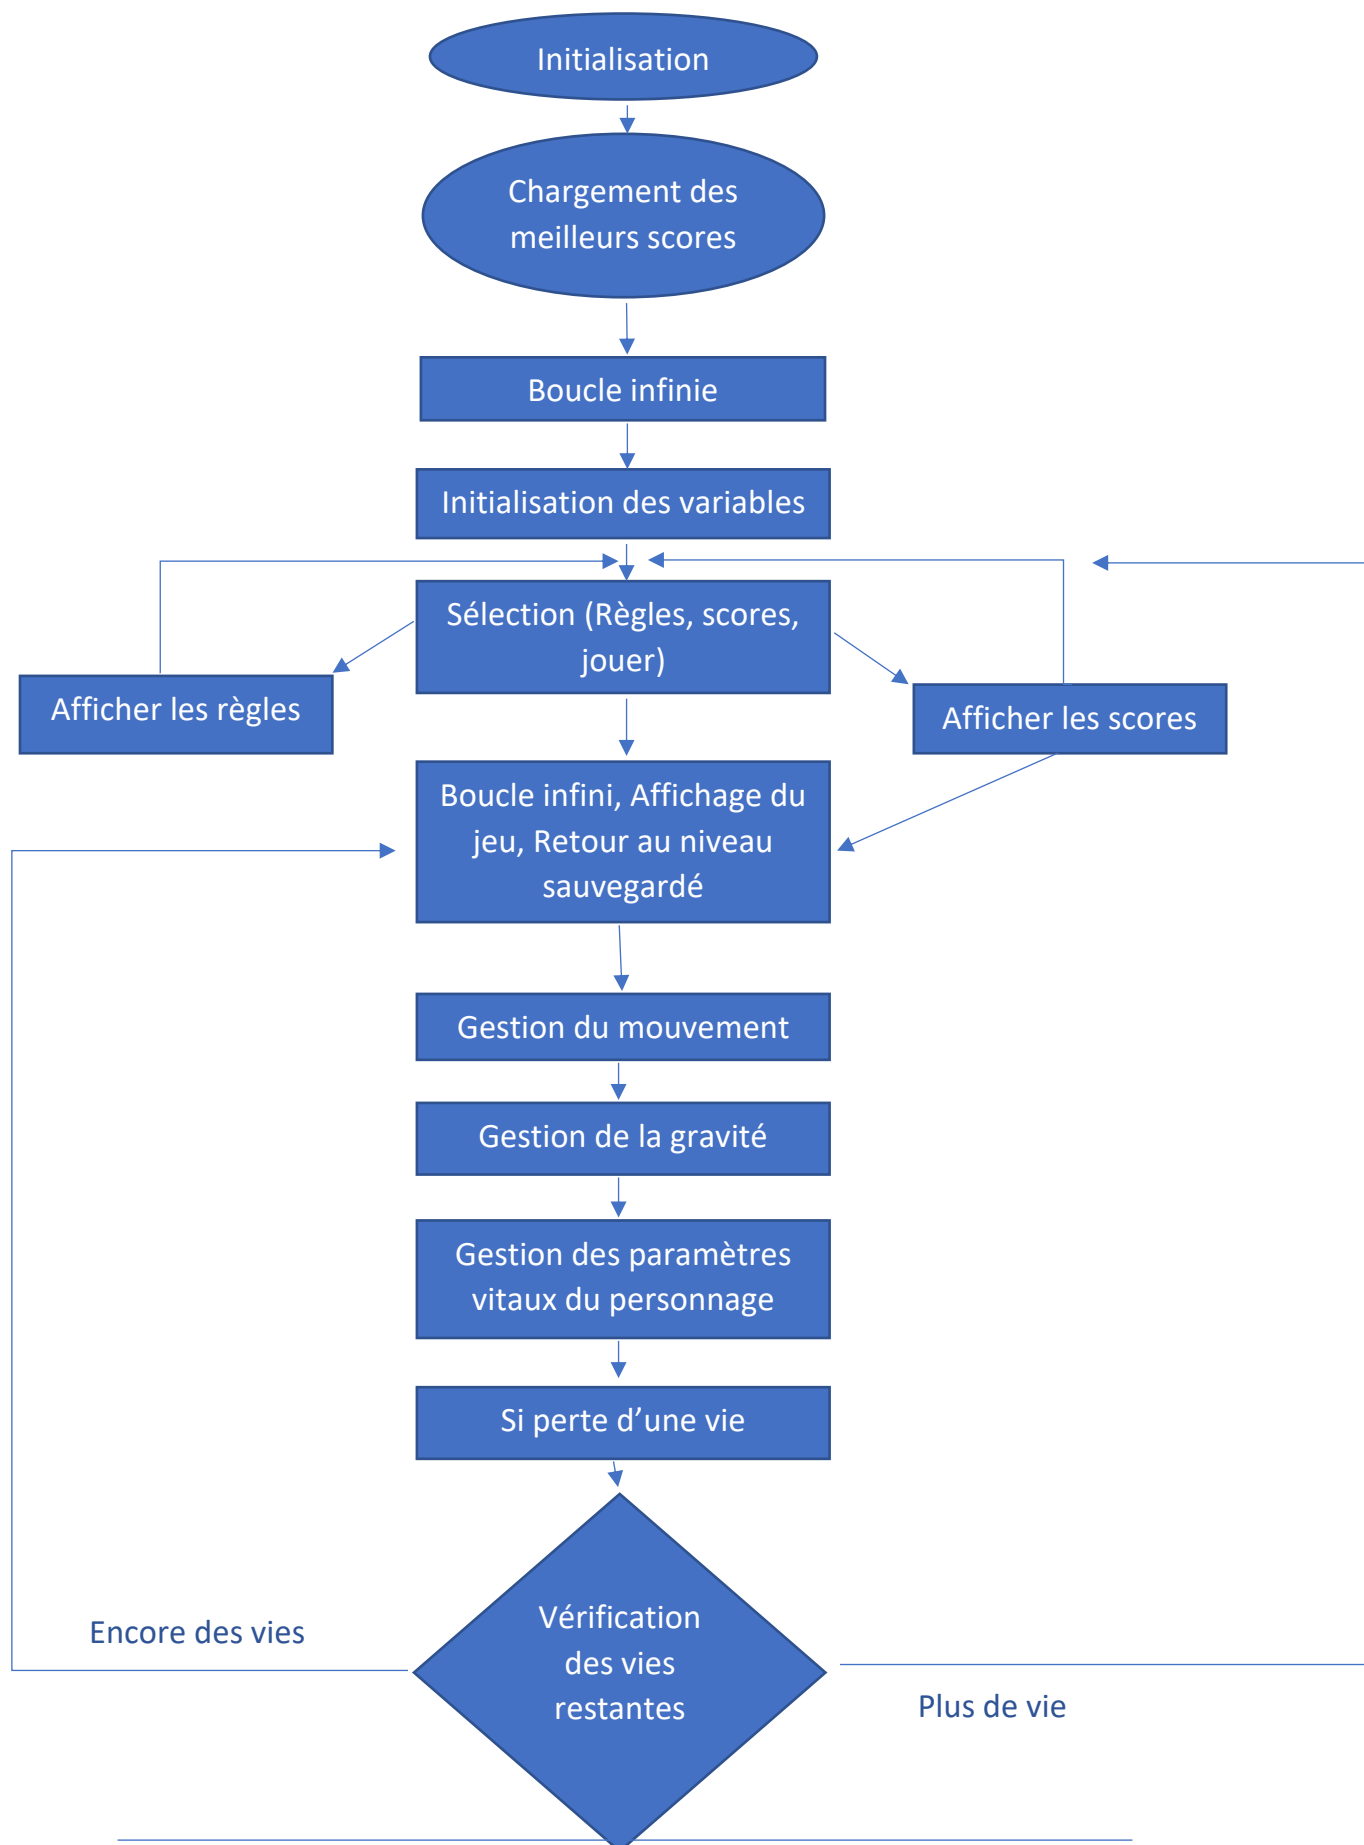 Initialisation
Chargement des
meilleurs scores
Boucle infinie
Initialisation des variables
Sélection (Règles, scores,
jouer)
Afficher les règles
Afficher les scores
Boucle infini, Affichage du
jeu, Retour au niveau
sauvegardé
Gestion du mouvement
Gestion de la gravité
Gestion des paramètres
vitaux du personnage
Si perte d’une vie
Vérification
des vies
restantes
Encore des vies
Plus de vie